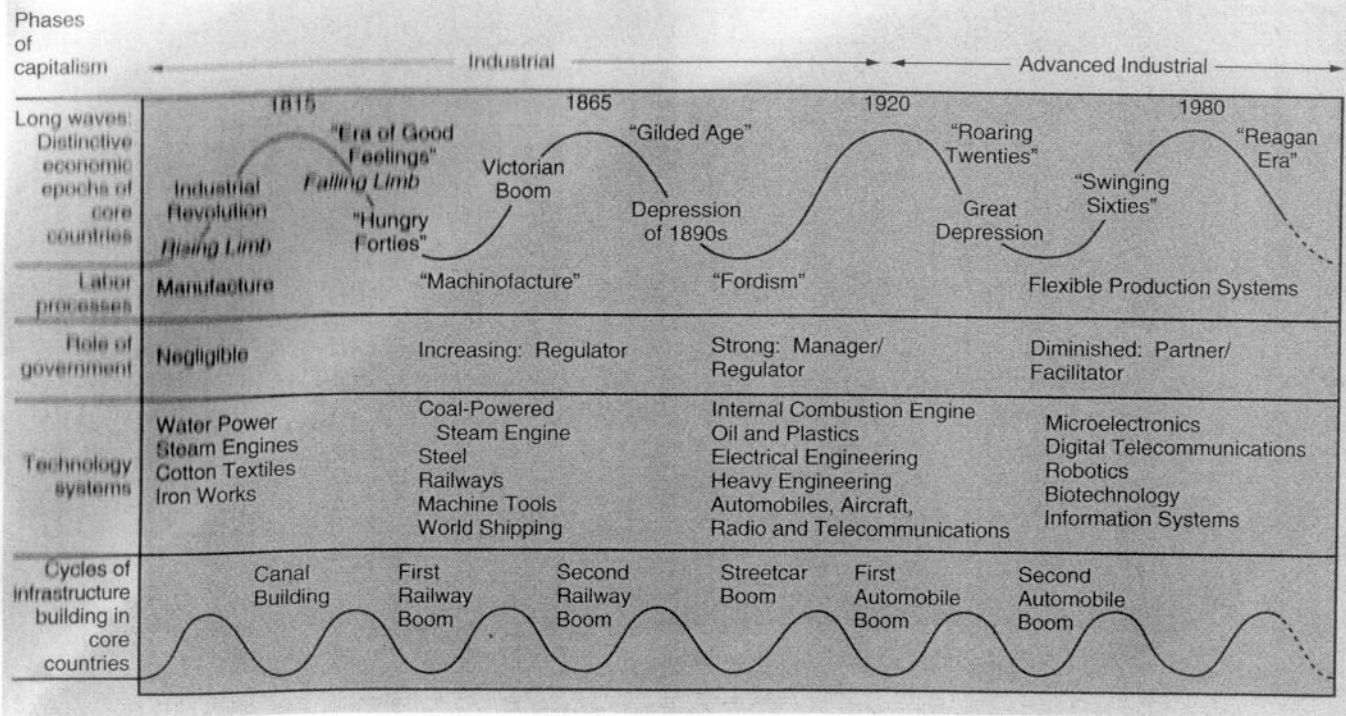 Phases
of
capitalism
Industrial
Advanced Industrial
Long waves:
Distinctive
economic
epochs of
core
countries
1815
1865
1920
1980
"Era of Good
Feelings"
Falling Limb
Industrial
Revolution
Rising Limb
"Hungry
Forties"
Victorian
Boom
"Gilded Age"
Depression
of 1890s
"Roaring
Twenties"
Great
Depression
"Swinging
Sixties"
"Reagan
Era"
Labor
processes
Manufacture
"Machinofacture"
"Fordism"
Flexible Production Systems
Role of
government
Negligible
Increasing: Regulator
Strong: Manager/
Regulator
Diminished: Partner/
Facilitator
Technology
systems
Water Power
Steam Engines
Cotton Textiles
Iron Works
Coal-Powered
Steam Engine
Steel
Railways
Machine Tools
World Shipping
Internal Combustion Engine
Oil and Plastics
Electrical Engineering
Heavy Engineering
Automobiles, Aircraft,
Radio and Telecommunications
Microelectronics
Digital Telecommunications
Robotics
Biotechnology
Information Systems
Cycles of
infrastructure
building in
core
countries
Canal
Building
First
Railway
Boom
Second
Railway
Boom
Streetcar
Boom
First
Automobile
Boom
Second
Automobile
Boom